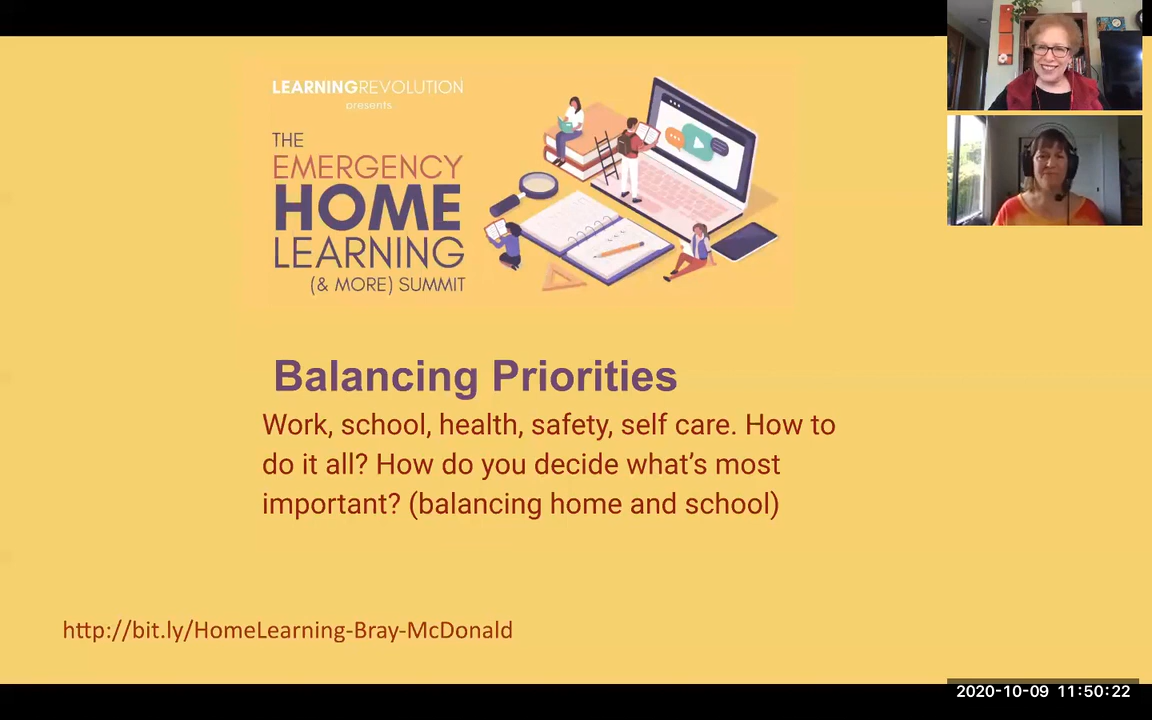 LEARNINGREVOLUTION
presents
THE
EMERGENCY
HOME
LEARNING
(& MORE) SUMMIT
Balancing Priorities
Work, school, health, safety, self care. How to
do it all? How do you decide what’s most
important? (balancing home and school)
http://bit.ly/HomeLearning-Bray-McDonald
2020-10-09 11:50:22